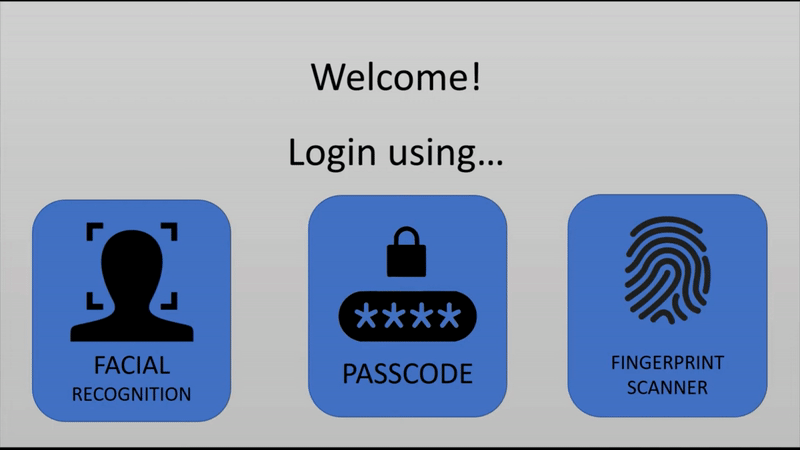 Welcome!
Login using...
FACIAL
RECOGNITION
****
PASSCODE
FINGERPRINT
SCANNER